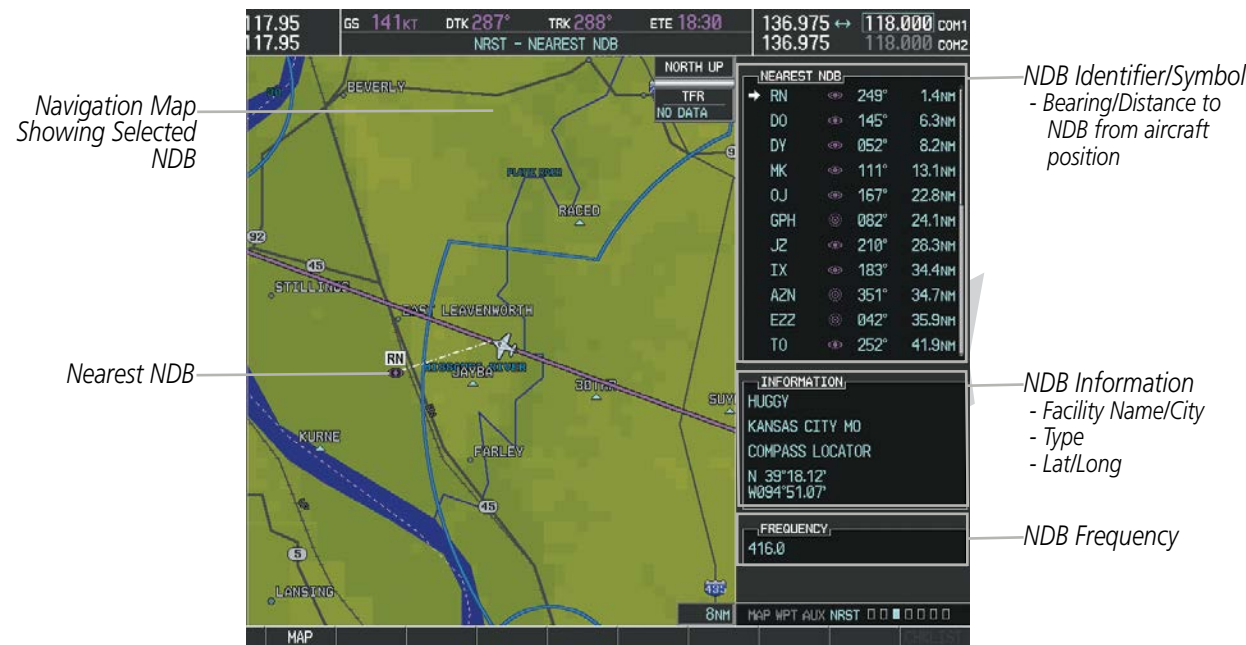 117.95
117.95
GS 141KT DTK 287° TRK 288° ETE 18:30
NRST - NEAREST NDB
136.975 ↔ 118.000 COM1
136.975 118.000 COM2
Navigation Map
Showing Selected
NDB
Nearest NDB
NORTH UP
TFR
NO DATA
BEVERLY
RACED
92
45
EAST LEAVENWORTH
RN
JAYBA
KURNE
FARLEY
45
5
LANSING
435
8NM
NEAREST NDB
RN 249° 1.4NM
DO 145° 6.3NM
DY 052° 8.2NM
MK 111° 13.1NM
OJ 167° 22.8NM
GPH 082° 24.1NM
JZ 210° 28.3NM
IX 183° 34.4NM
AZN 351° 34.7NM
EZZ 042° 35.9NM
TO 252° 41.9NM
INFORMATION
HUGGY
KANSAS CITY MO
COMPASS LOCATOR
N 39°18.12'
W094°51.07'
FREQUENCY
416.0
MAP WPT AUX NRST
MAP
CHKLIST
NDB Identifier/Symbol
- Bearing/Distance to
NDB from aircraft
position
NDB Information
- Facility Name/City
- Type
- Lat/Long
NDB Frequency